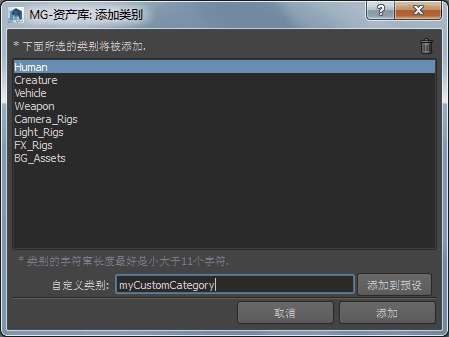 MG-资产库: 添加类别
* 下面所选的类别将被添加.
Human
Creature
Vehicle
Weapon
Camera_Rigs
Light_Rigs
FX_Rigs
BG_Assets
* 类别的字符窜长度最好是小大于11个字符.
自定义类别: myCustomCategory 添加到预设
取消 添加